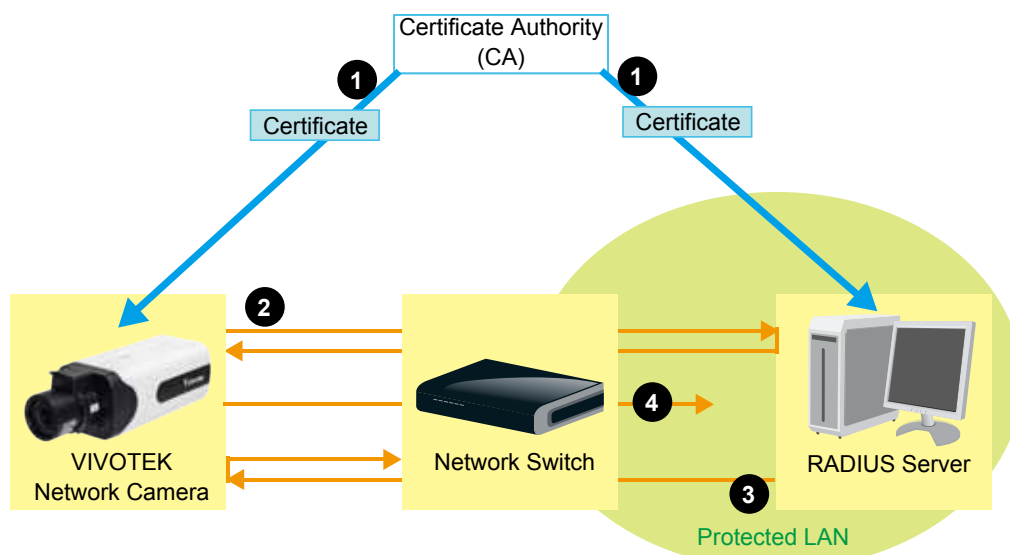 Certificate Authority
(CA)
1
1
Certificate
Certificate
2
4
VIVOTEK
Network Camera
Network Switch
RADIUS Server
3
Protected LAN